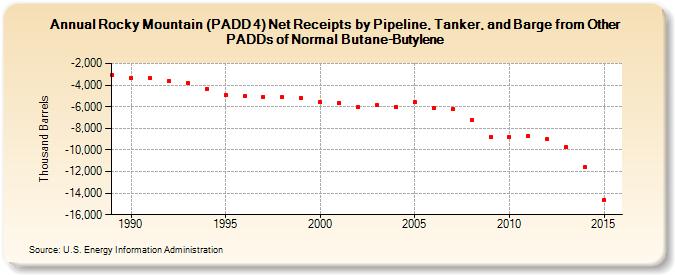 Annual Rocky Mountain (PADD 4) Net Receipts by Pipeline, Tanker, and Barge from Other
PADDs of Normal Butane-Butylene
Thousand Barrels
-2,000
-4,000
-6,000
-8,000
-10,000
-12,000
-14,000
-16,000
1990 1995 2000 2005 2010 2015
Source: U.S. Energy Information Administration